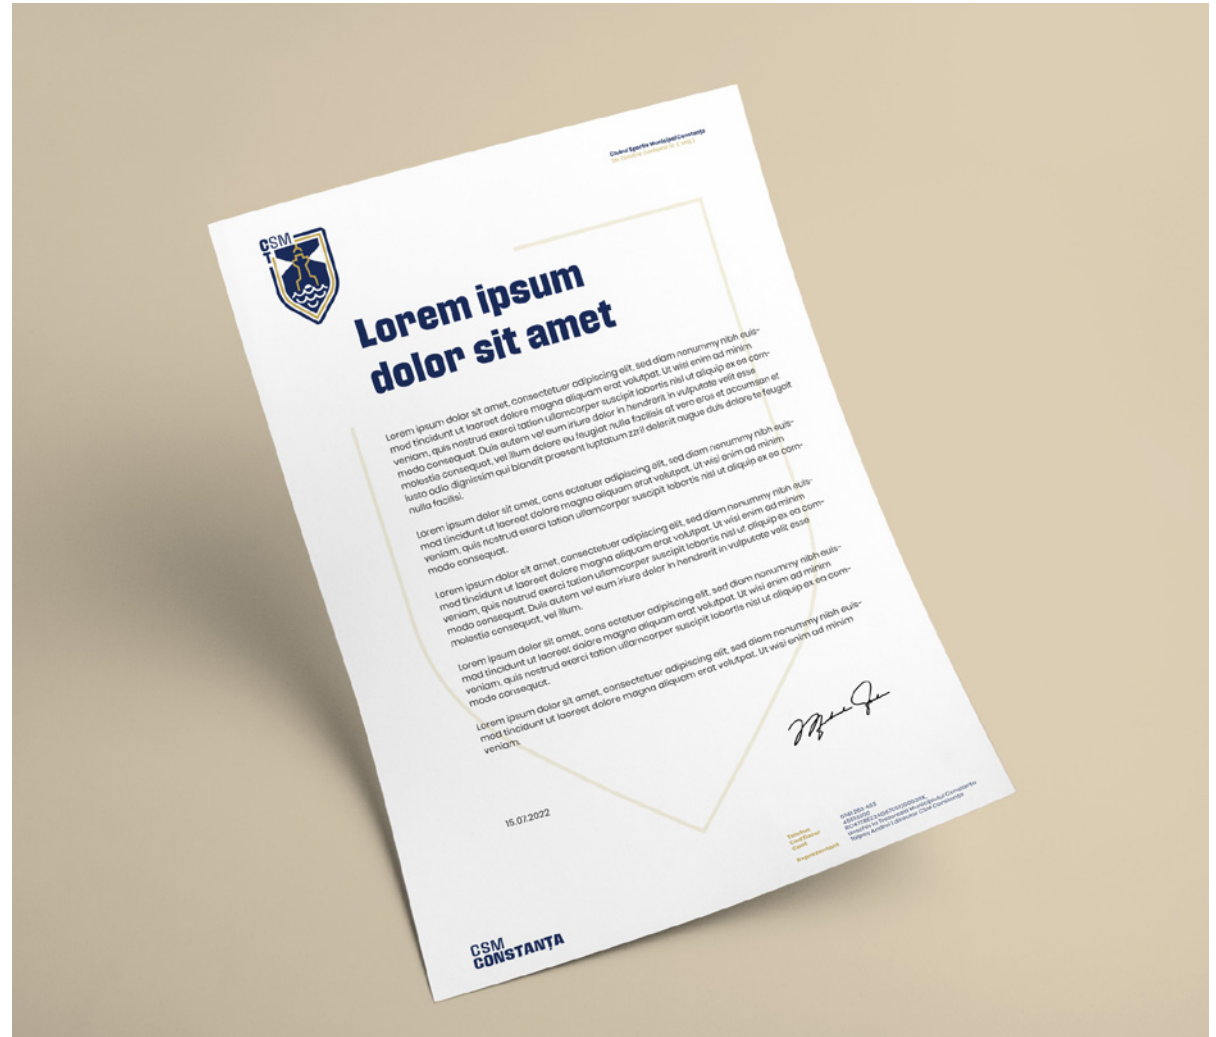 Clubul Sportiv Municipal Constanța
CSM
T
Lorem ipsum
dolor sit amet
Lorem ipsum dolor sit amet, consectetuer adipiscing elit, sed diam nonummy nibh euis-
mod tincidunt ut laoreet dolore magna aliquam erat volutpat. Ut wisi enim ad minim
veniam, quis nostrud exerci tation ullamcorper suscipit lobortis nisl ut aliquip ex ea com-
modo consequat. Duis autem vel eum iriure dolor in hendrerit in vulputate velit esse
molestie consequat, vel illum dolore eu feugiat nulla facilisis at vero eros et accumsan et
iusto odio dignissim qui blandit praesent luptatum zzril delenit augue duis dolore te feugait
nulla facilisi.
Lorem ipsum dolor sit amet, cons ectetuer adipiscing elit, sed diam nonummy nibh euis-
mod tincidunt ut laoreet dolore magna aliquam erat volutpat. Ut wisi enim ad minim
veniam, quis nostrud exerci tation ullamcorper suscipit lobortis nisl ut aliquip ex ea com-
modo consequat.
Lorem ipsum dolor sit amet, consectetuer adipiscing elit, sed diam nonummy nibh euis-
mod tincidunt ut laoreet dolore magna aliquam erat volutpat. Ut wisi enim ad minim
veniam, quis nostrud exerci tation ullamcorper suscipit lobortis nisl ut aliquip ex ea com-
modo consequat. Duis autem vel eum iriure dolor in hendrerit in vulputate velit esse
molestie consequat, vel illum.
Lorem ipsum dolor sit amet, cons ectetuer adipiscing elit, sed diam nonummy nibh euis-
mod tincidunt ut laoreet dolore magna aliquam erat volutpat. Ut wisi enim ad minim
veniam, quis nostrud exerci tation ullamcorper suscipit lobortis nisl ut aliquip ex ea com-
modo consequat.
Lorem ipsum dolor sit amet, consectetuer adipiscing elit, sed diam nonummy nibh euis-
mod tincidunt ut laoreet dolore magna aliquam erat volutpat. Ut wisi enim ad minim
veniam.
15.07.2022
Telefon
Cod fiscal
Cont
deschis la Trezoreria Municipiului Constanța
Reprezentant
Director CSM Constanța
CSM
CONSTANȚA